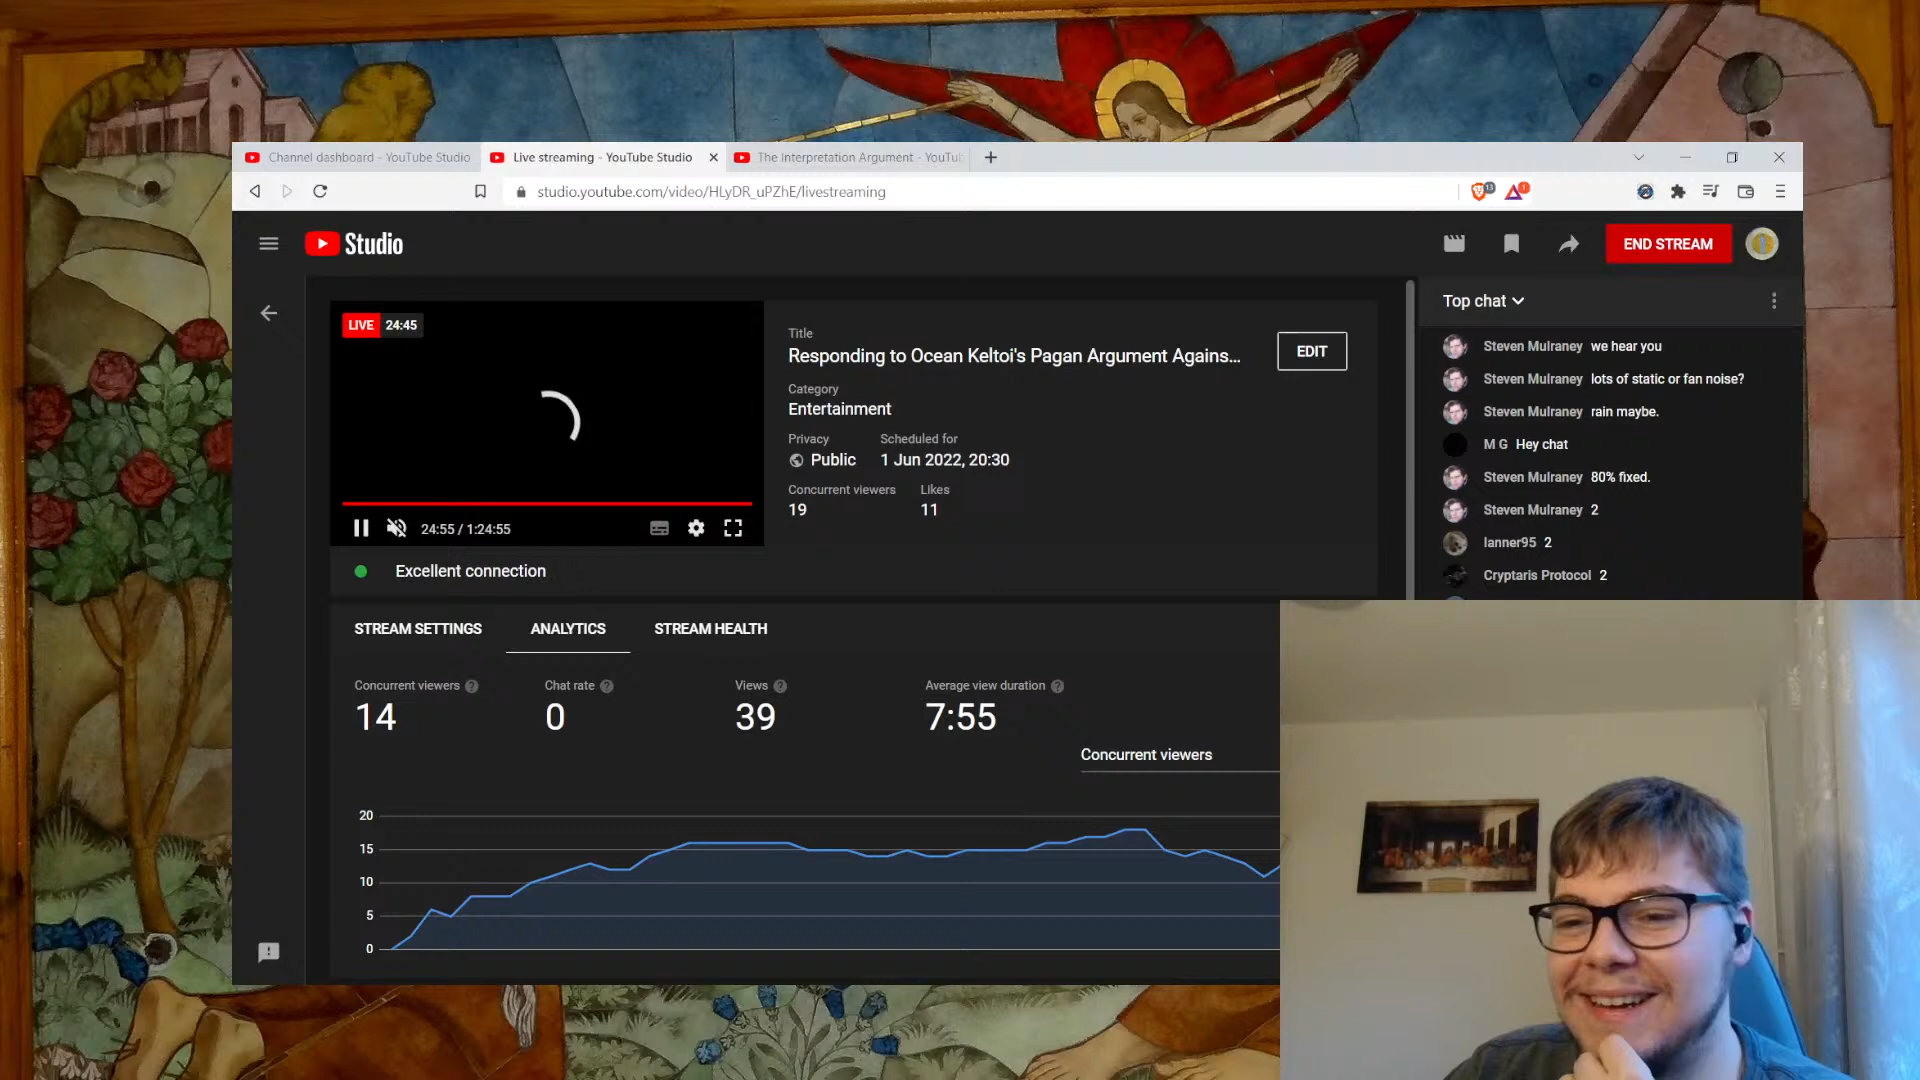 Channel dashboard - YouTube Studio
Live streaming - YouTube Studio
The Interpretation Argument - YouTu
studio.youtube.com/video/HLyDR_uPZhE/livestreaming
13
1
Studio
END STREAM
LIVE 24:45
24:55 / 1:24:55
Title
Responding to Ocean Keltoi's Pagan Argument Agains...
EDIT
Category
Entertainment
Privacy
Scheduled for
Public
1 Jun 2022, 20:30
Concurrent viewers
Likes
19
11
Excellent connection
STREAM SETTINGS
ANALYTICS
STREAM HEALTH
Concurrent viewers
Chat rate
Views
Average view duration
14
0
39
7:55
Concurrent viewers
20
15
10
5
0
Top chat
Steven Mulraney we hear you
Steven Mulraney lots of static or fan noise?
Steven Mulraney rain maybe.
M G Hey chat
Steven Mulraney 80% fixed.
Steven Mulraney 2
lanner95 2
Cryptaris Protocol 2